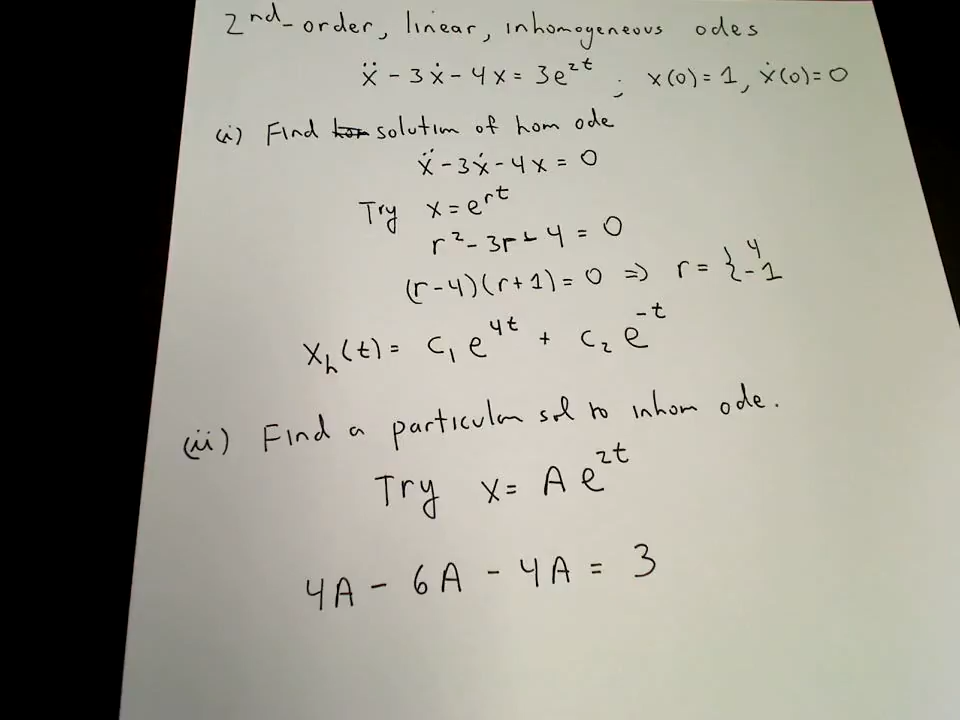 2nd-order, linear, inhomogeneous odes
ẍ - 3ẋ - 4x = 3e^{2t} ; x(0) = 1, ẋ(0) = 0
(i) Find solution of hom ode
ẍ - 3ẋ - 4x = 0
Try x = e^{rt}
r² - 3r - 4 = 0
(r-4)(r+1) = 0 ⇒ r = { 4 -1
x_h(t) = c₁ e^{4t} + c₂ e^{-t}
(ii) Find a particular sol to inhom ode.
Try x = A e^{2t}
4A - 6A - 4A = 3